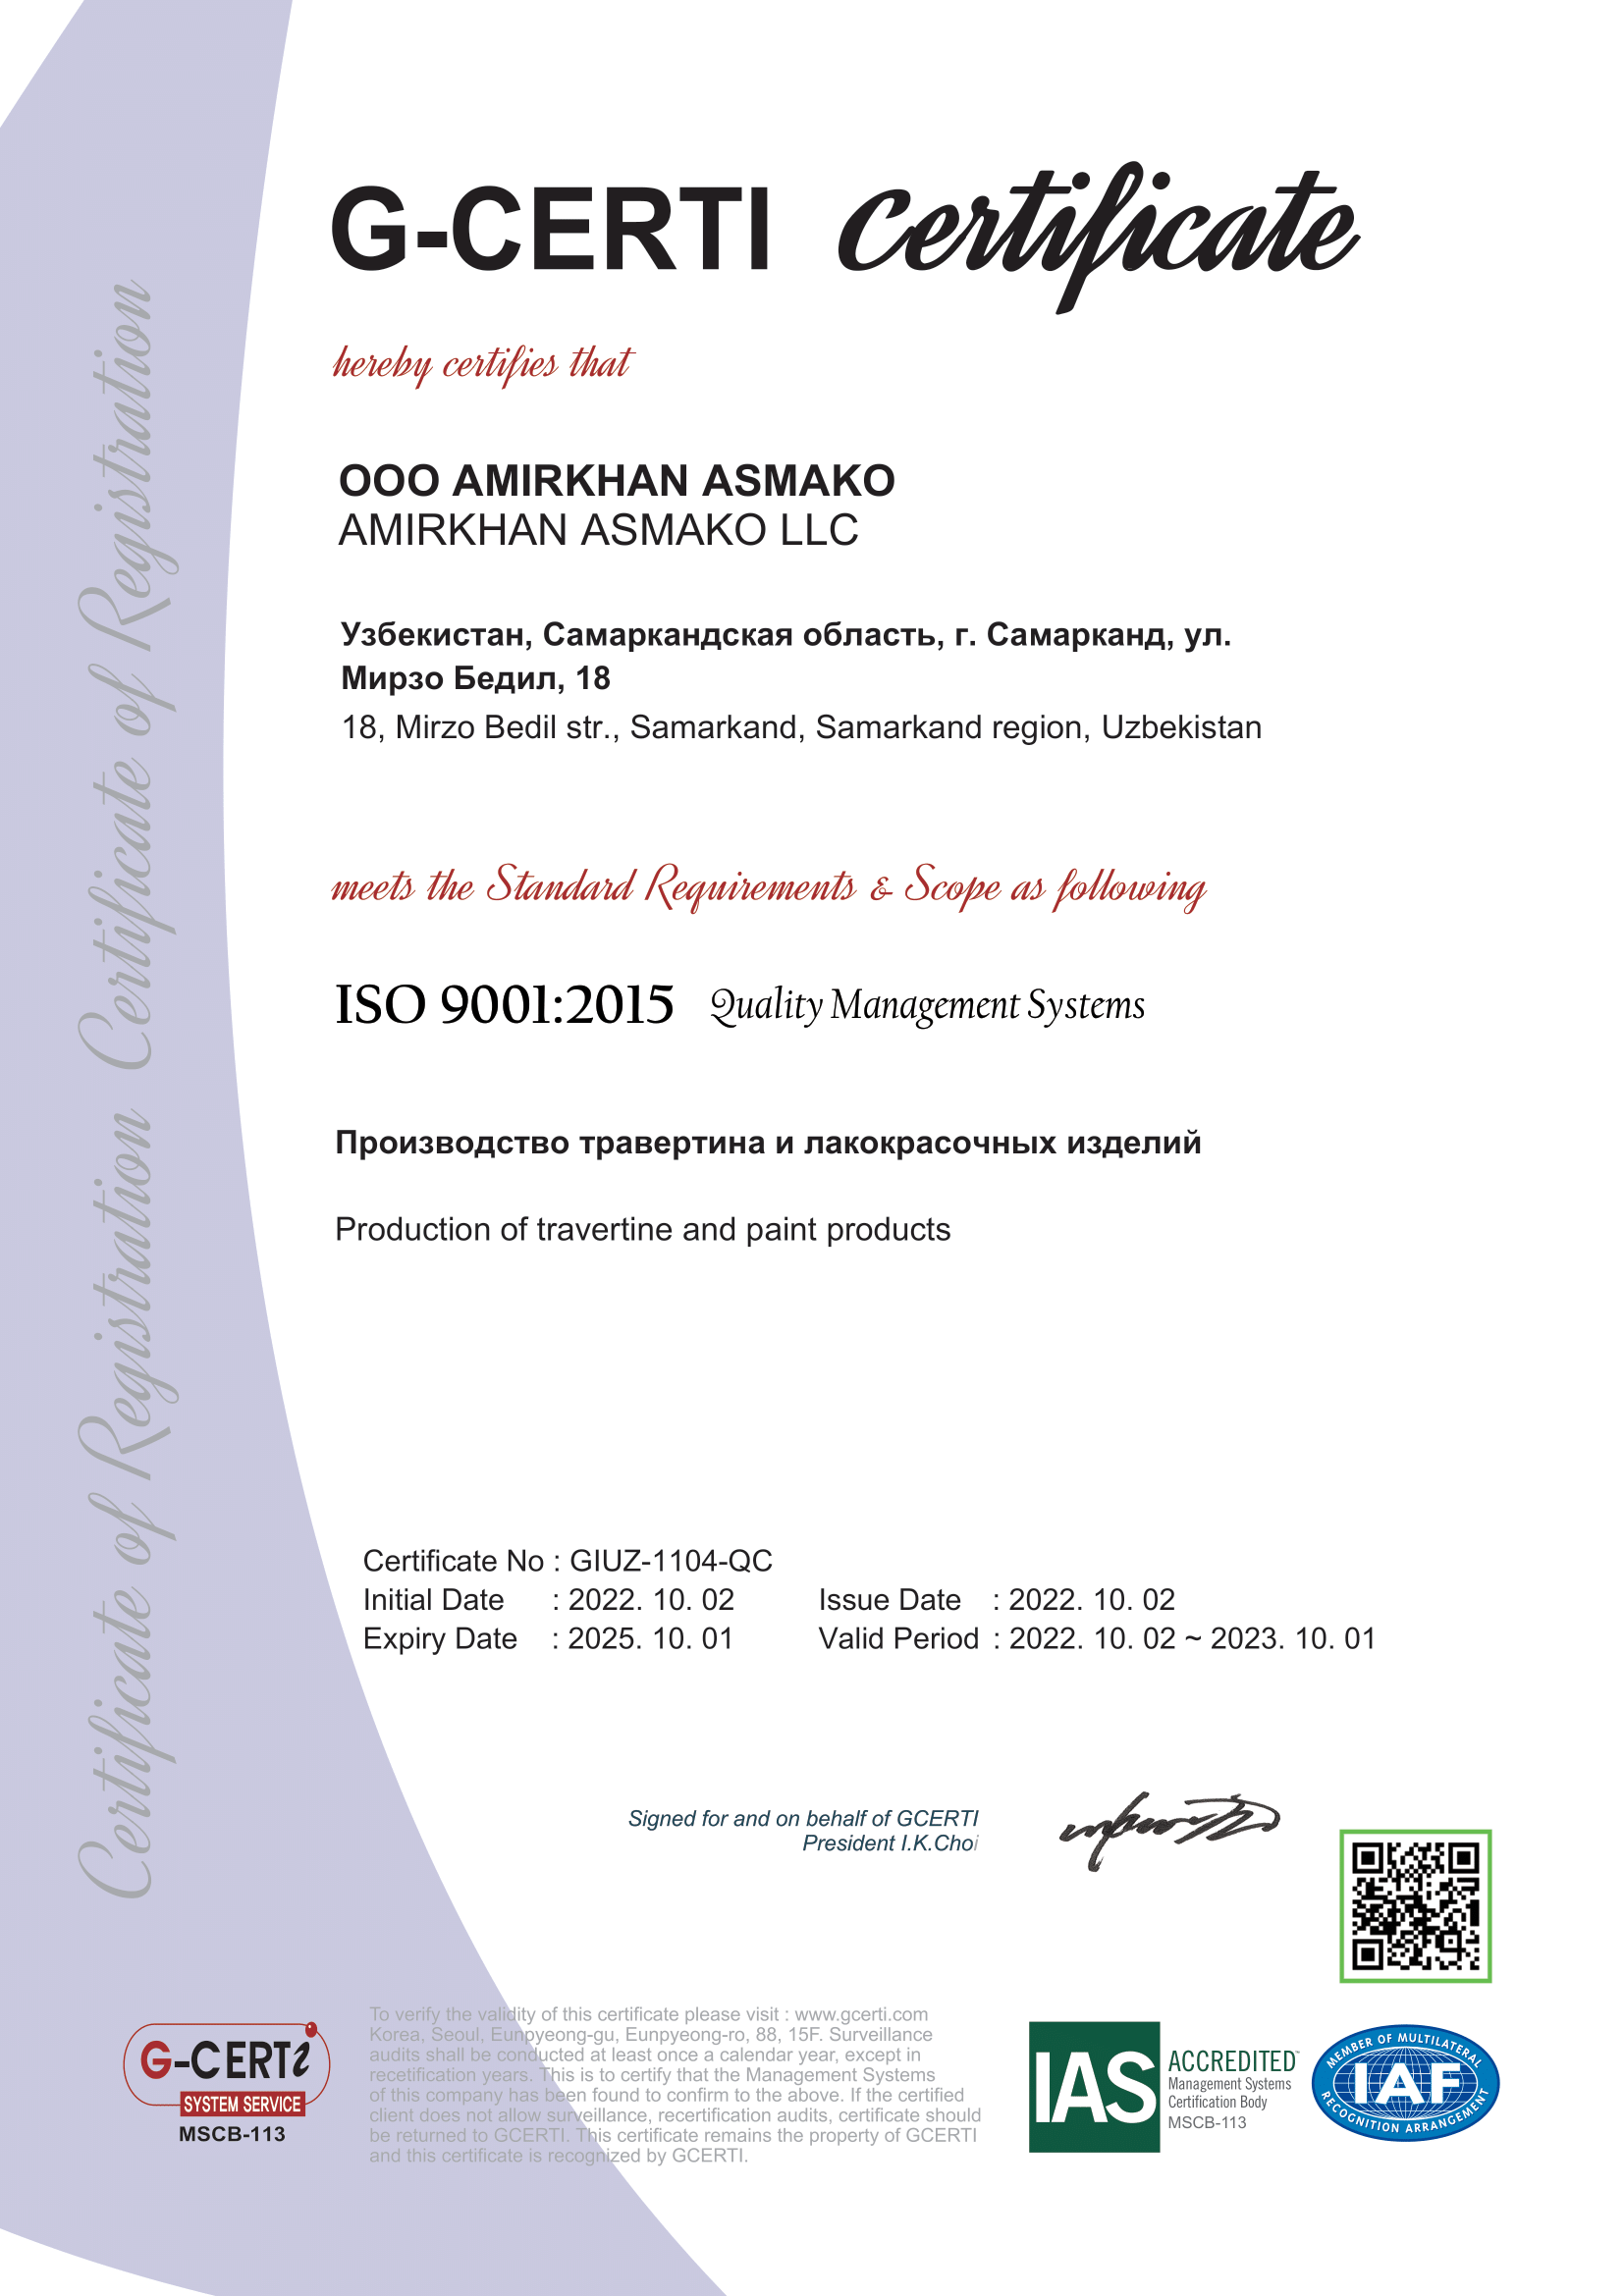 G-CERTI Certificate
hereby certifies that
OOO AMIRKHAN ASMAKO
AMIRKHAN ASMAKO LLC
Узбекистан, Самаркандская область, г. Самарканд, ул.
Мирзо Бедил, 18
18, Mirzo Bedil str., Samarkand, Samarkand region, Uzbekistan
meets the Standard Requirements & Scope as following
ISO 9001:2015 Quality Management Systems
Производство травертина и лакокрасочных изделий
Production of travertine and paint products
Certificate No : GIUZ-1104-QC
Initial Date : 2022. 10. 02 Issue Date : 2022. 10. 02
Expiry Date : 2025. 10. 01 Valid Period : 2022. 10. 02 ~ 2023. 10. 01
Signed for and on behalf of GCERTI
President I.K.Choi
To verify the validity of this certificate please visit : www.gcerti.com
Korea, Seoul, Eunpyeong-gu, Eunpyeong-ro, 88, 15F. Surveillance
audits shall be conducted at least once a calendar year, except in
recetification years. This is to certify that the Management Systems
of this company has been found to confirm to the above. If the certified
client does not allow surveillance, recertification audits, certificate should
be returned to GCERTI. This certificate remains the property of GCERTI
and this certificate is recognized by GCERTI.
G-CERTi
SYSTEM SERVICE
MSCB-113
IAS
ACCREDITED™
Management Systems
Certification Body
MSCB-113
MEMBER OF MULTILATERAL
IAF
RECOGNITION ARRANGEMENT
Certificate of Registration Certificate of Registration